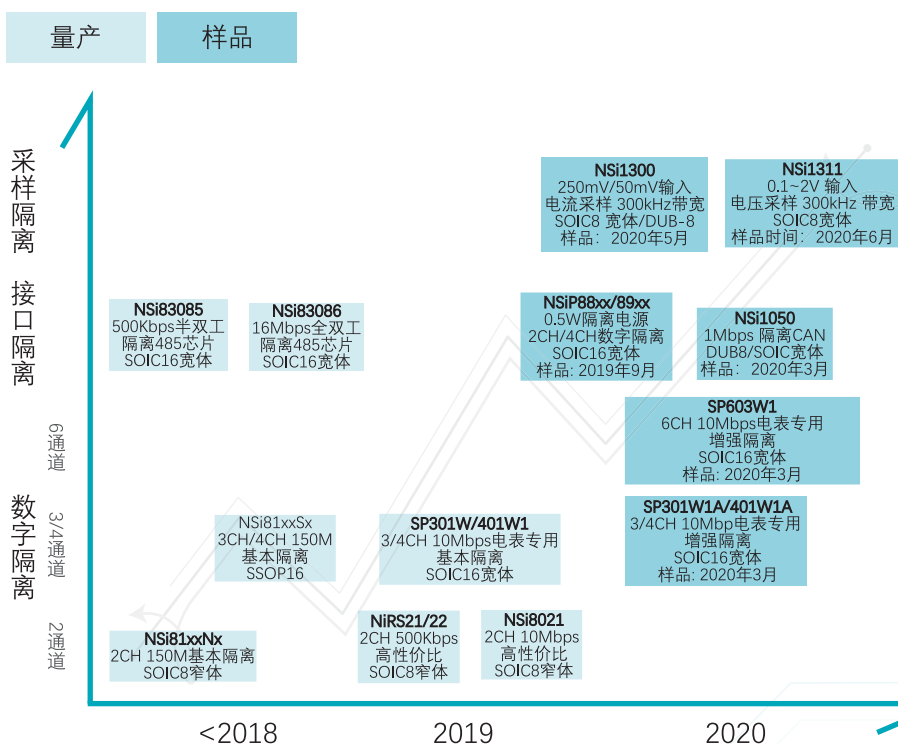 量产
样品
采样隔离
NSi1300
250mV/50mV 输入
电流采样 300kHz带宽
SOIC8 宽体/DUB-8
样品：2020年5月
NSi1311
0.1~2V 输入
电压采样 300kHz 带宽
SOIC8宽体
样品时间：2020年6月
接口隔离
NSi83085
500Kbps半双工
隔离485芯片
SOIC16宽体
NSi83086
16Mbps全双工
隔离485芯片
SOIC16宽体
NSiP88xx/89xx
0.5W隔离电源
2CH/4CH数字隔离
SOIC16宽体
样品: 2019年9月
NSi1050
1Mbps 隔离CAN
DUB8/SOIC宽体
样品：2020年3月
数字隔离
6通道
SP603W1
6CH 10Mbps电表专用
增强隔离
SOIC16宽体
样品: 2020年3月
3/4通道
NSi81xxSx
3CH/4CH 150M
基本隔离
SSOP16
SP301W/401W1
3/4CH 10Mbps电表专用
基本隔离
SOIC16宽体
SP301W1A/401W1A
3/4CH 10Mbp电表专用
增强隔离
SOIC16宽体
样品: 2020年3月
2通道
NSi81xxNx
2CH 150M基本隔离
SOIC8窄体
NiRS21/22
2CH 500Kbps
高性价比
SOIC8窄体
NSi8021
2CH 10Mbps
高性价比
SOIC8窄体
<2018
2019
2020